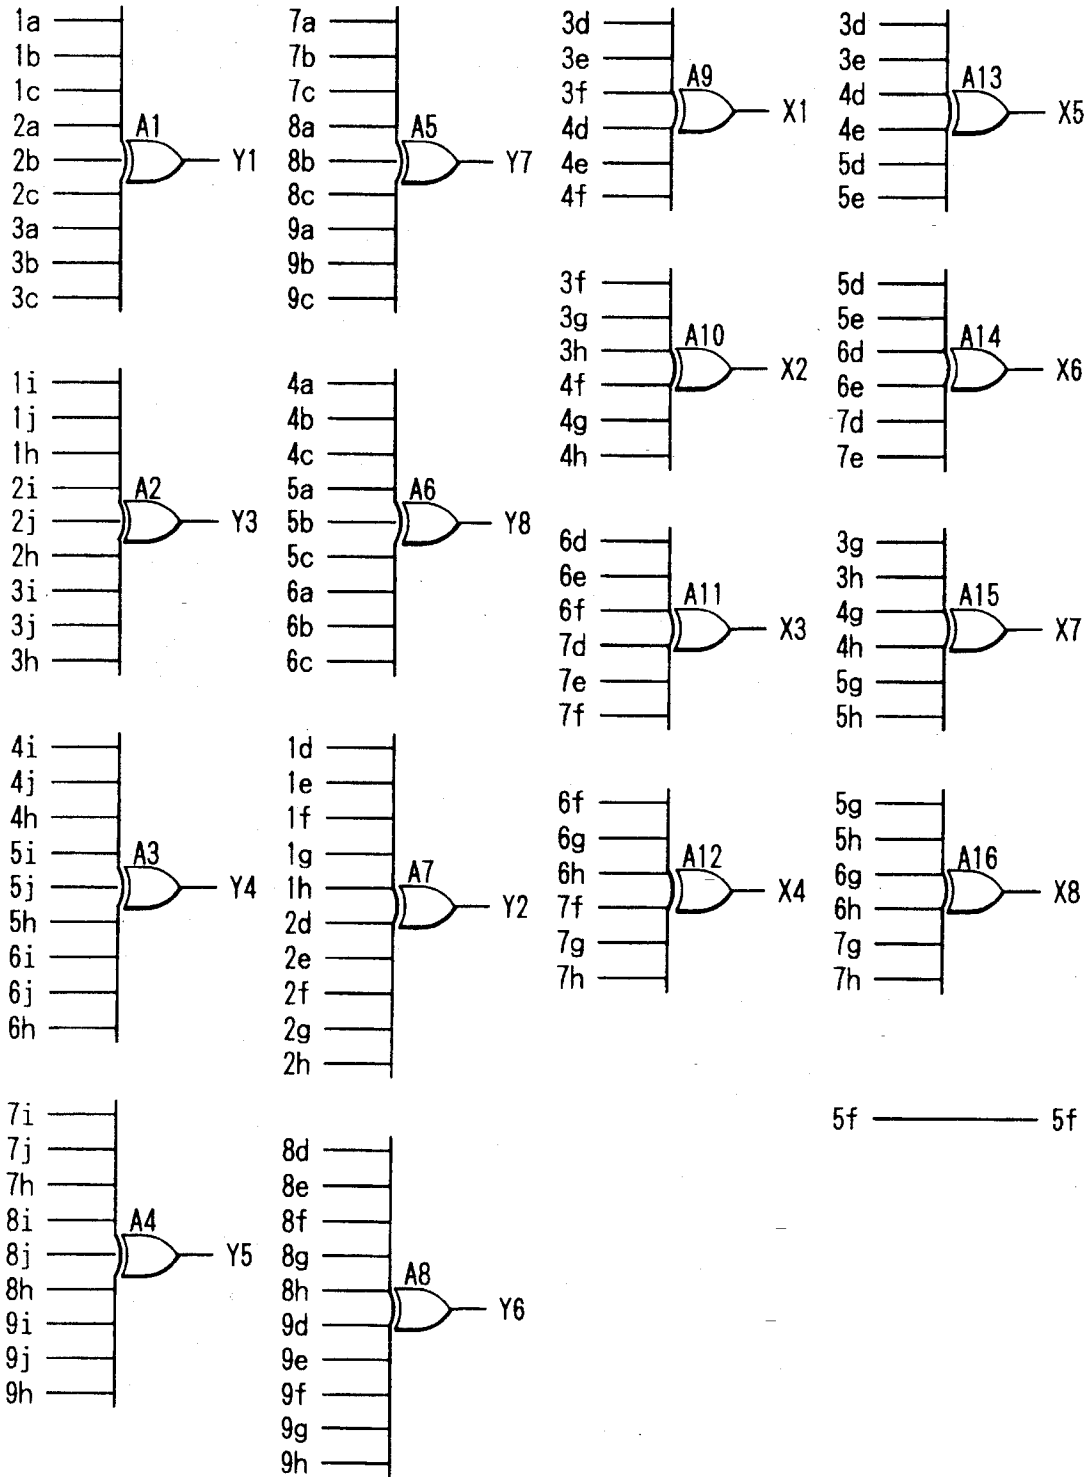 1a
1b
1c
2a
2b
2c
3a
3b
3c
A1
Y1
1i
1j
1h
2i
2j
2h
3i
3j
3h
A2
Y3
4i
4j
4h
5i
5j
5h
6i
6j
6h
A3
Y4
7i
7j
7h
8i
8j
8h
9i
9j
9h
A4
Y5
7a
7b
7c
8a
8b
8c
9a
9b
9c
A5
Y7
4a
4b
4c
5a
5b
5c
6a
6b
6c
A6
Y8
1d
1e
1f
1g
1h
2d
2e
2f
2g
2h
A7
Y2
8d
8e
8f
8g
8h
9d
9e
9f
9g
9h
A8
Y6
3d
3e
3f
4d
4e
4f
A9
X1
3f
3g
3h
4f
4g
4h
A10
X2
6d
6e
6f
7d
7e
7f
A11
X3
6f
6g
6h
7f
7g
7h
A12
X4
3d
3e
4d
4e
5d
5e
A13
X5
5d
5e
6d
6e
7d
7e
A14
X6
3g
3h
4g
4h
5g
5h
A15
X7
5g
5h
6g
6h
7g
7h
A16
X8
5f
5f